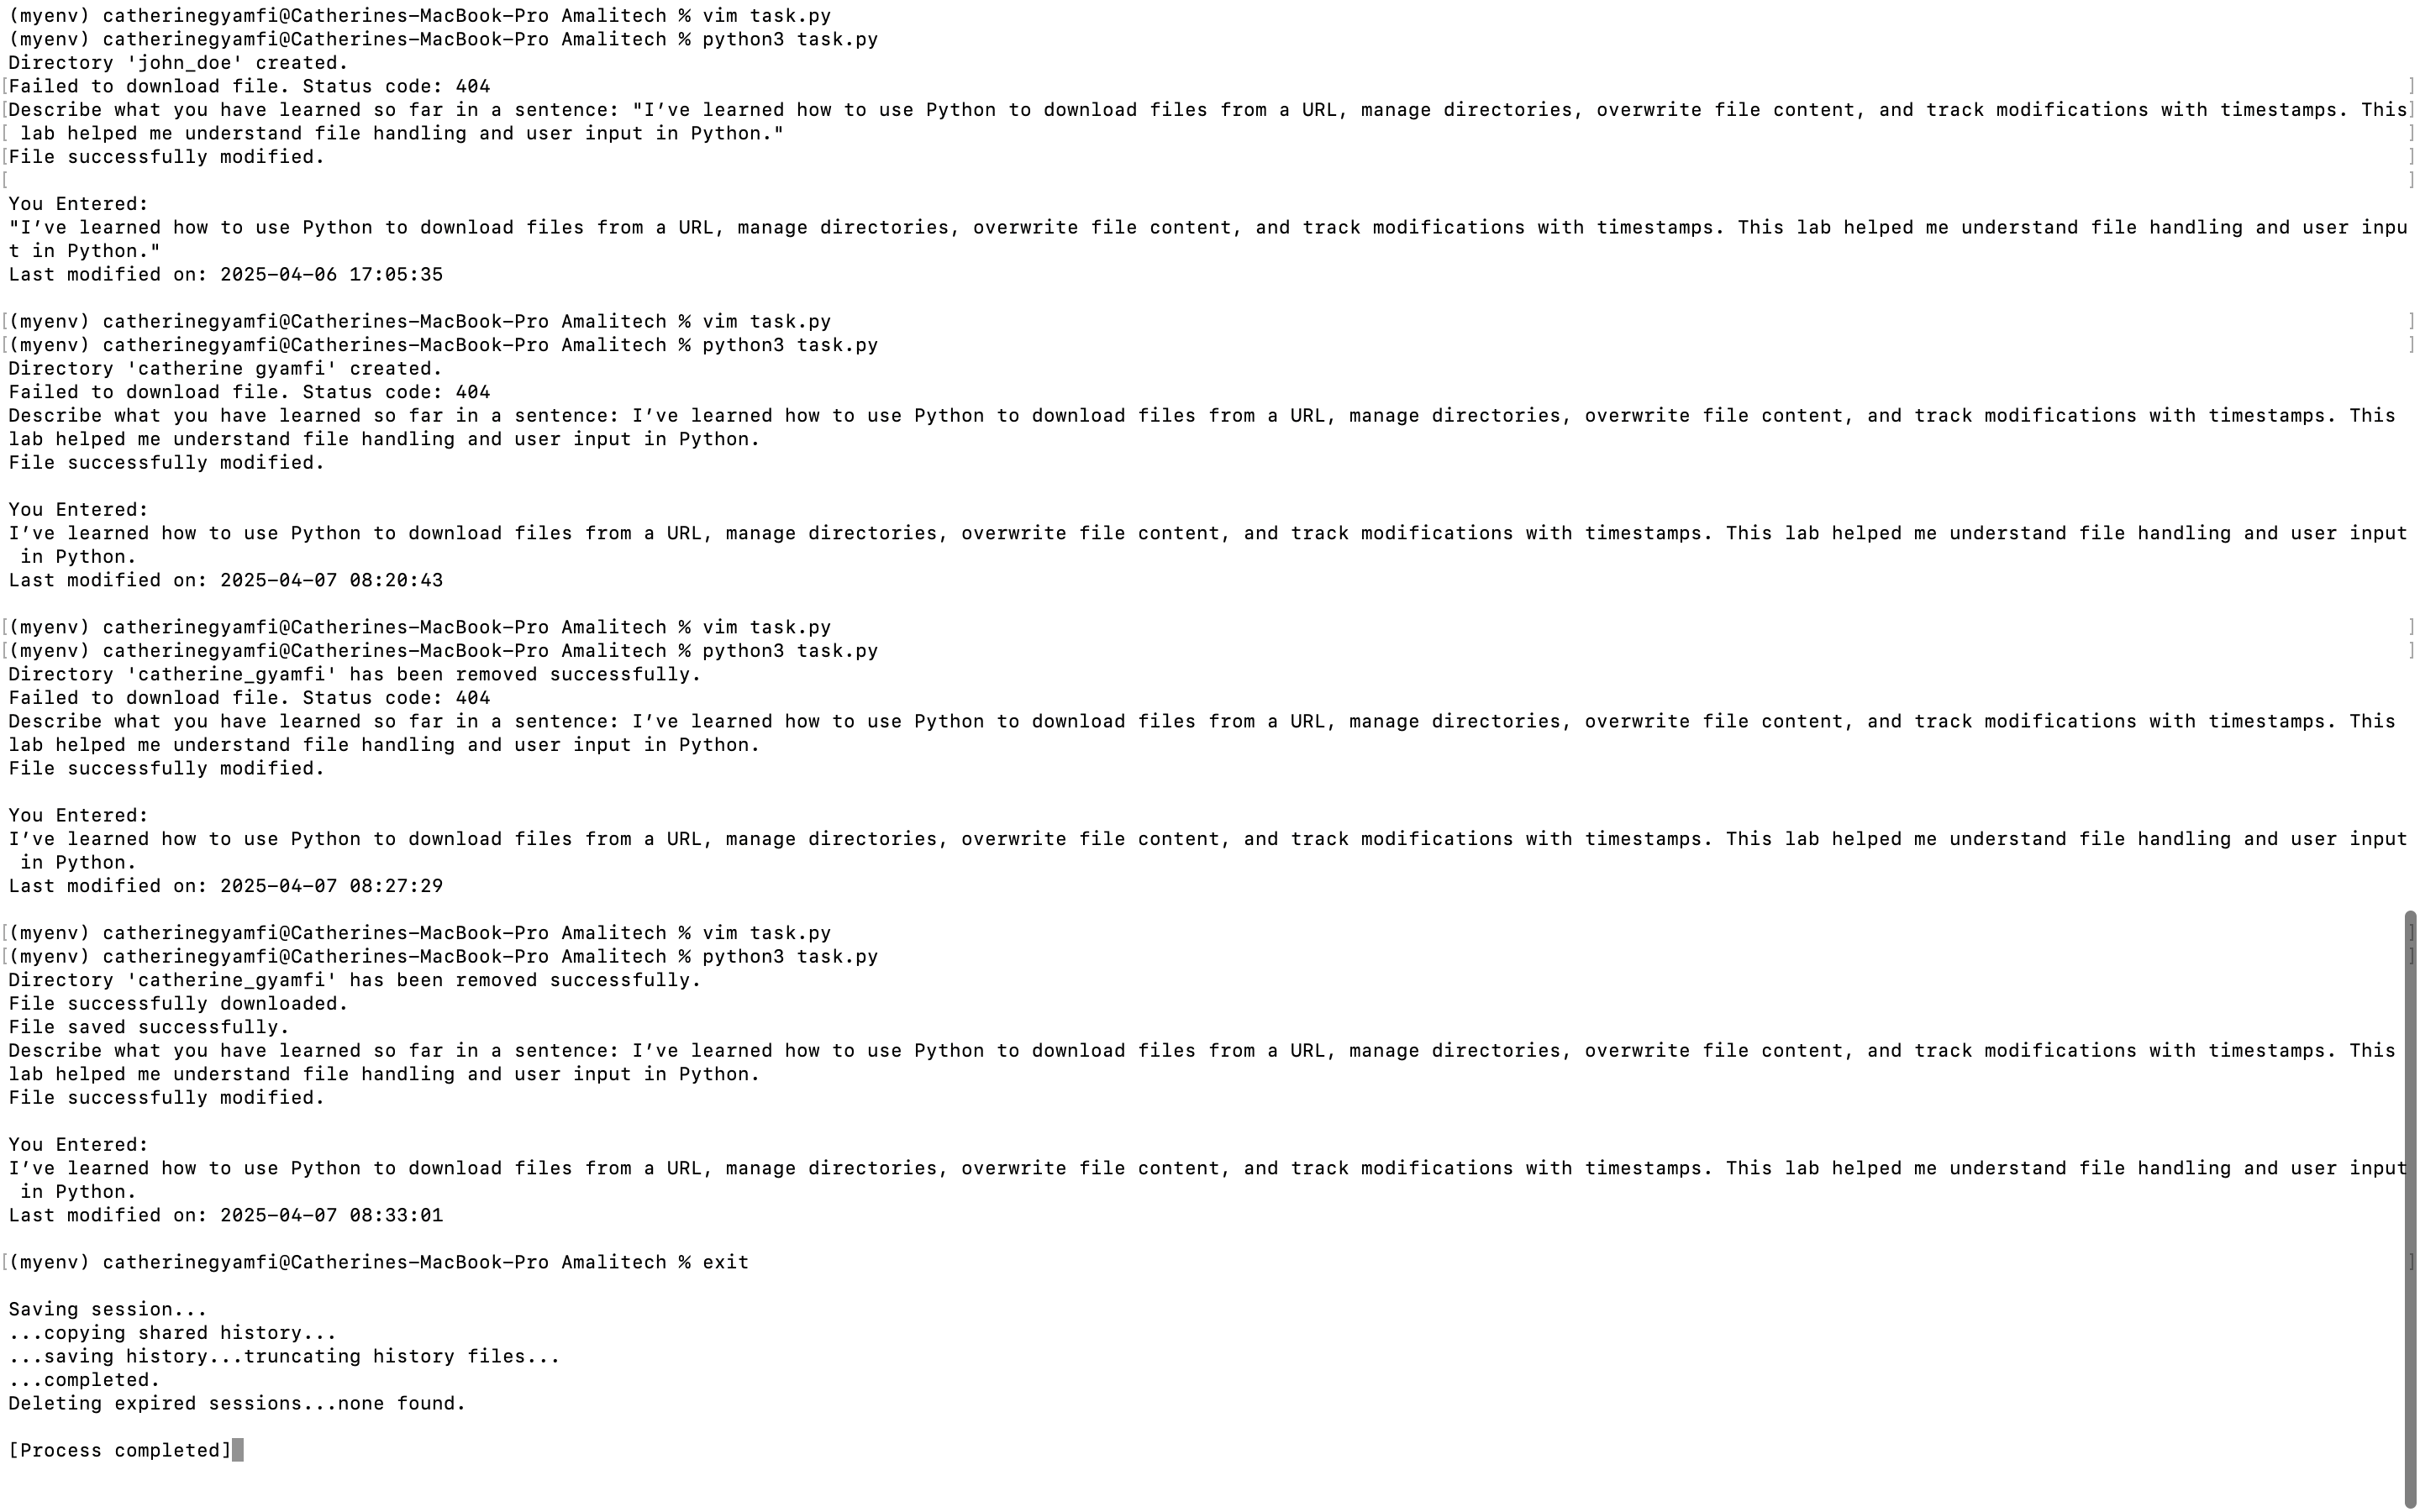 (myenv) catherinegyamfi@Catherines-MacBook-Pro Amalitech % vim task.py
(myenv) catherinegyamfi@Catherines-MacBook-Pro Amalitech % python3 task.py
Directory 'john_doe' created.
[Failed to download file. Status code: 404 ]
[Describe what you have learned so far in a sentence: "I’ve learned how to use Python to download files from a URL, manage directories, overwrite file content, and track modifications with timestamps. This]
[ lab helped me understand file handling and user input in Python." ]
[File successfully modified. ]
[ ]
You Entered:
"I’ve learned how to use Python to download files from a URL, manage directories, overwrite file content, and track modifications with timestamps. This lab helped me understand file handling and user inpu
t in Python."
Last modified on: 2025-04-06 17:05:35
[(myenv) catherinegyamfi@Catherines-MacBook-Pro Amalitech % vim task.py ]
[(myenv) catherinegyamfi@Catherines-MacBook-Pro Amalitech % python3 task.py ]
Directory 'catherine gyamfi' created.
Failed to download file. Status code: 404
Describe what you have learned so far in a sentence: I’ve learned how to use Python to download files from a URL, manage directories, overwrite file content, and track modifications with timestamps. This
lab helped me understand file handling and user input in Python.
File successfully modified.
You Entered:
I’ve learned how to use Python to download files from a URL, manage directories, overwrite file content, and track modifications with timestamps. This lab helped me understand file handling and user input
 in Python.
Last modified on: 2025-04-07 08:20:43
[(myenv) catherinegyamfi@Catherines-MacBook-Pro Amalitech % vim task.py ]
[(myenv) catherinegyamfi@Catherines-MacBook-Pro Amalitech % python3 task.py ]
Directory 'catherine_gyamfi' has been removed successfully.
Failed to download file. Status code: 404
Describe what you have learned so far in a sentence: I’ve learned how to use Python to download files from a URL, manage directories, overwrite file content, and track modifications with timestamps. This
lab helped me understand file handling and user input in Python.
File successfully modified.
You Entered:
I’ve learned how to use Python to download files from a URL, manage directories, overwrite file content, and track modifications with timestamps. This lab helped me understand file handling and user input
 in Python.
Last modified on: 2025-04-07 08:27:29
[(myenv) catherinegyamfi@Catherines-MacBook-Pro Amalitech % vim task.py ]
[(myenv) catherinegyamfi@Catherines-MacBook-Pro Amalitech % python3 task.py ]
Directory 'catherine_gyamfi' has been removed successfully.
File successfully downloaded.
File saved successfully.
Describe what you have learned so far in a sentence: I’ve learned how to use Python to download files from a URL, manage directories, overwrite file content, and track modifications with timestamps. This
lab helped me understand file handling and user input in Python.
File successfully modified.
You Entered:
I’ve learned how to use Python to download files from a URL, manage directories, overwrite file content, and track modifications with timestamps. This lab helped me understand file handling and user input
 in Python.
Last modified on: 2025-04-07 08:33:01
[(myenv) catherinegyamfi@Catherines-MacBook-Pro Amalitech % exit ]
Saving session...
...copying shared history...
...saving history...truncating history files...
...completed.
Deleting expired sessions...none found.
[Process completed]